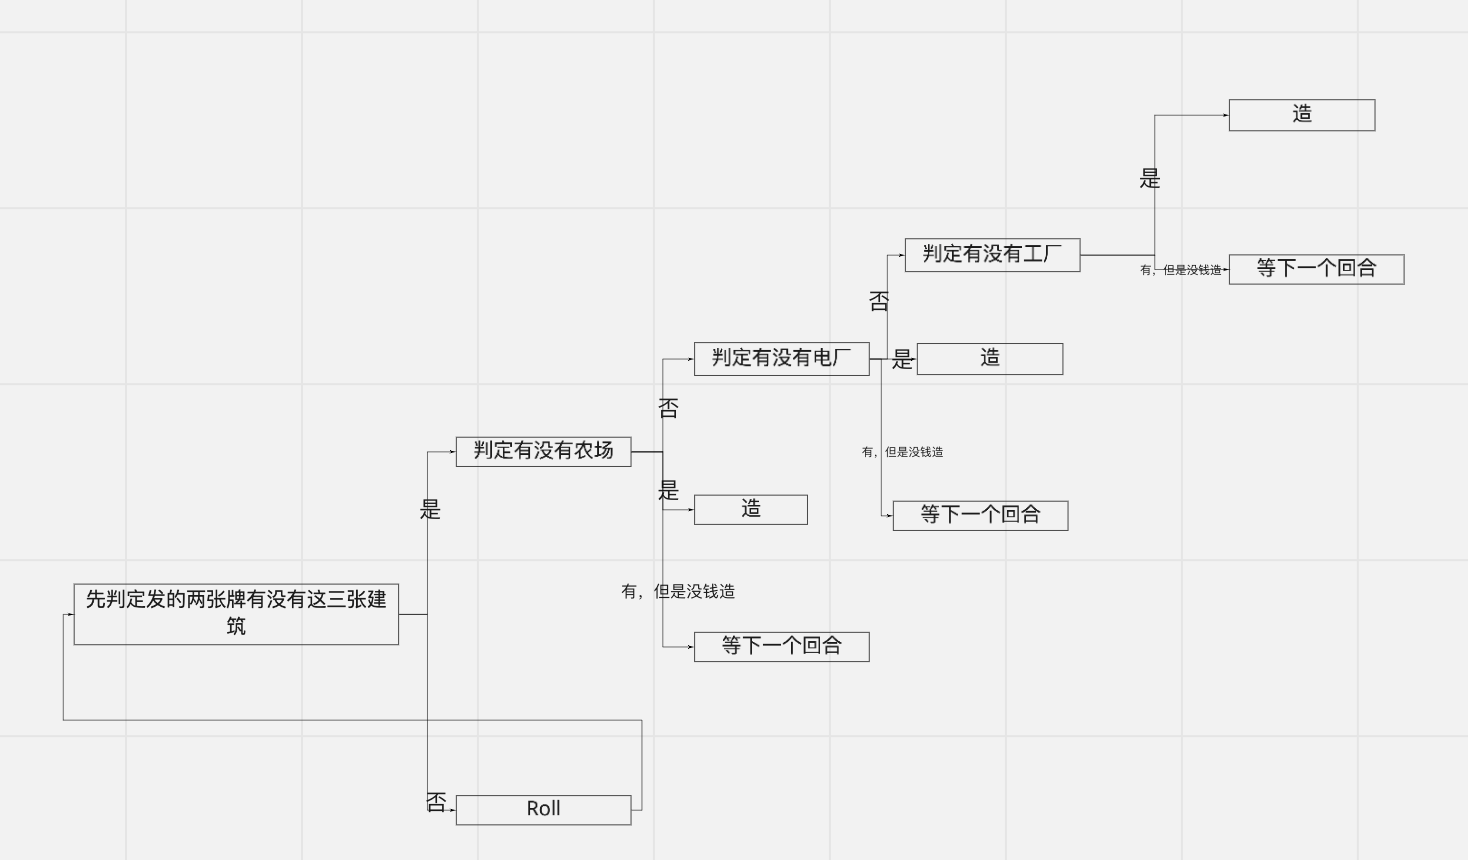 造
是
判定有没有工厂
有，但是没钱造
等下一个回合
否
判定有没有电厂
是
造
否
判定有没有农场
有，但是没钱造
是
造
是
等下一个回合
有，但是没钱造
先判定发的两张牌有没有这三张建
筑
等下一个回合
否
Roll